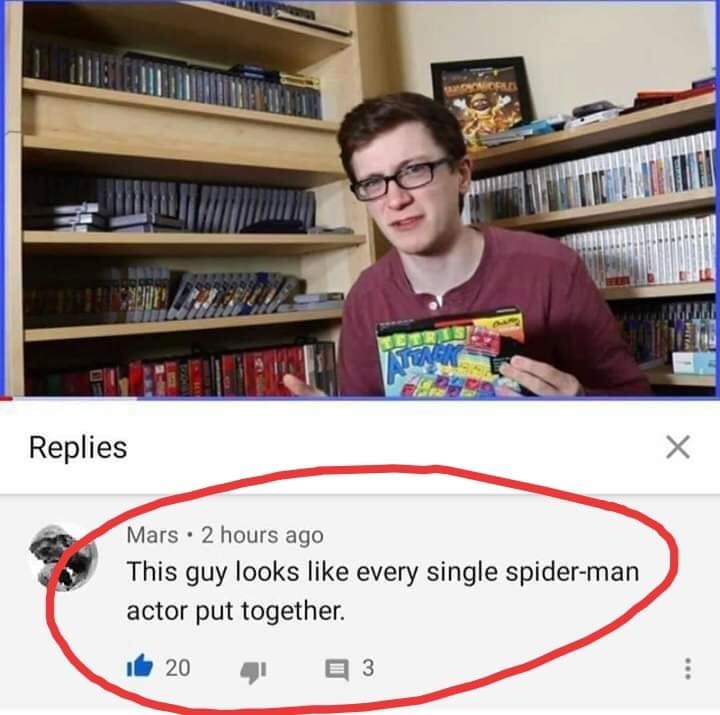 TETRIS
ATTACK
Replies
Mars • 2 hours ago
This guy looks like every single spider-man
actor put together.
20
3